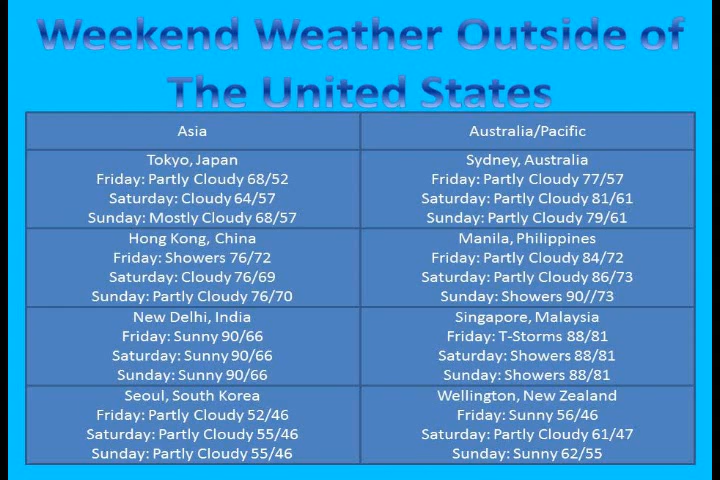 Weekend Weather Outside of
The United States
Asia
Australia/Pacific
Tokyo, Japan
Friday: Partly Cloudy 68/52
Saturday: Cloudy 64/57
Sunday: Mostly Cloudy 68/57
Sydney, Australia
Friday: Partly Cloudy 77/57
Saturday: Partly Cloudy 81/61
Sunday: Partly Cloudy 79/61
Hong Kong, China
Friday: Showers 76/72
Saturday: Cloudy 76/69
Sunday: Partly Cloudy 76/70
Manila, Philippines
Friday: Partly Cloudy 84/72
Saturday: Partly Cloudy 86/73
Sunday: Showers 90//73
New Delhi, India
Friday: Sunny 90/66
Saturday: Sunny 90/66
Sunday: Sunny 90/66
Singapore, Malaysia
Friday: T-Storms 88/81
Saturday: Showers 88/81
Sunday: Showers 88/81
Seoul, South Korea
Friday: Partly Cloudy 52/46
Saturday: Partly Cloudy 55/46
Sunday: Partly Cloudy 55/46
Wellington, New Zealand
Friday: Sunny 56/46
Saturday: Partly Cloudy 61/47
Sunday: Sunny 62/55